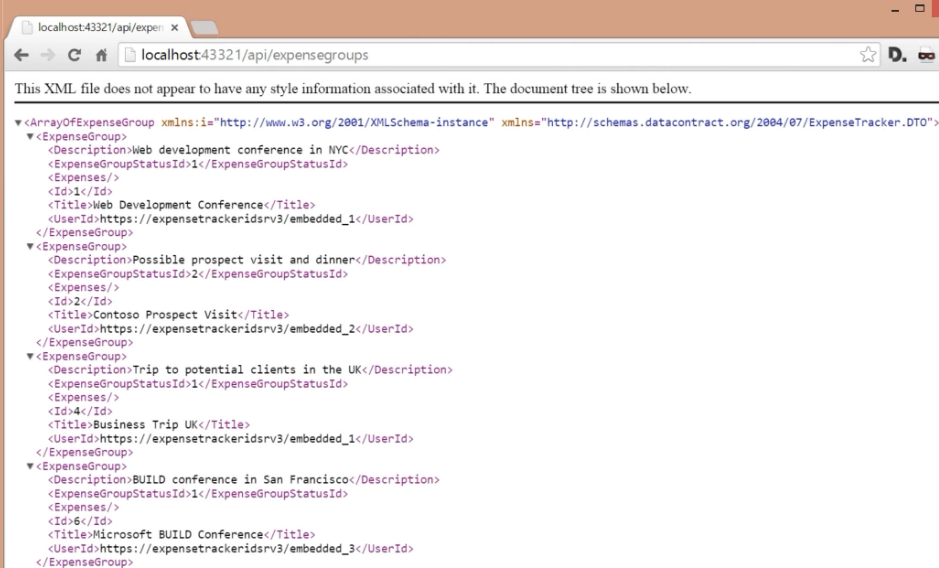 localhost:43321/api/expen
localhost:43321/api/expensegroups
D.
This XML file does not appear to have any style information associated with it. The document tree is shown below.
▼<ArrayOfExpenseGroup xmlns:i="http://www.w3.org/2001/XMLSchema-instance" xmlns="http://schemas.datacontract.org/2004/07/ExpenseTracker.DTO">
▼<ExpenseGroup>
<Description>Web development conference in NYC</Description>
<ExpenseGroupStatusId>1</ExpenseGroupStatusId>
<Expenses/>
<Id>1</Id>
<Title>Web Development Conference</Title>
<UserId>https://expensetrackeridsrv3/embedded_1</UserId>
</ExpenseGroup>
▼<ExpenseGroup>
<Description>Possible prospect visit and dinner</Description>
<ExpenseGroupStatusId>2</ExpenseGroupStatusId>
<Expenses/>
<Id>2</Id>
<Title>Contoso Prospect Visit</Title>
<UserId>https://expensetrackeridsrv3/embedded_2</UserId>
</ExpenseGroup>
▼<ExpenseGroup>
<Description>Trip to potential clients in the UK</Description>
<ExpenseGroupStatusId>1</ExpenseGroupStatusId>
<Expenses/>
<Id>4</Id>
<Title>Business Trip UK</Title>
<UserId>https://expensetrackeridsrv3/embedded_1</UserId>
</ExpenseGroup>
▼<ExpenseGroup>
<Description>BUILD conference in San Francisco</Description>
<ExpenseGroupStatusId>1</ExpenseGroupStatusId>
<Expenses/>
<Id>6</Id>
<Title>Microsoft BUILD Conference</Title>
<UserId>https://expensetrackeridsrv3/embedded_3</UserId>
</ExpenseGroup>